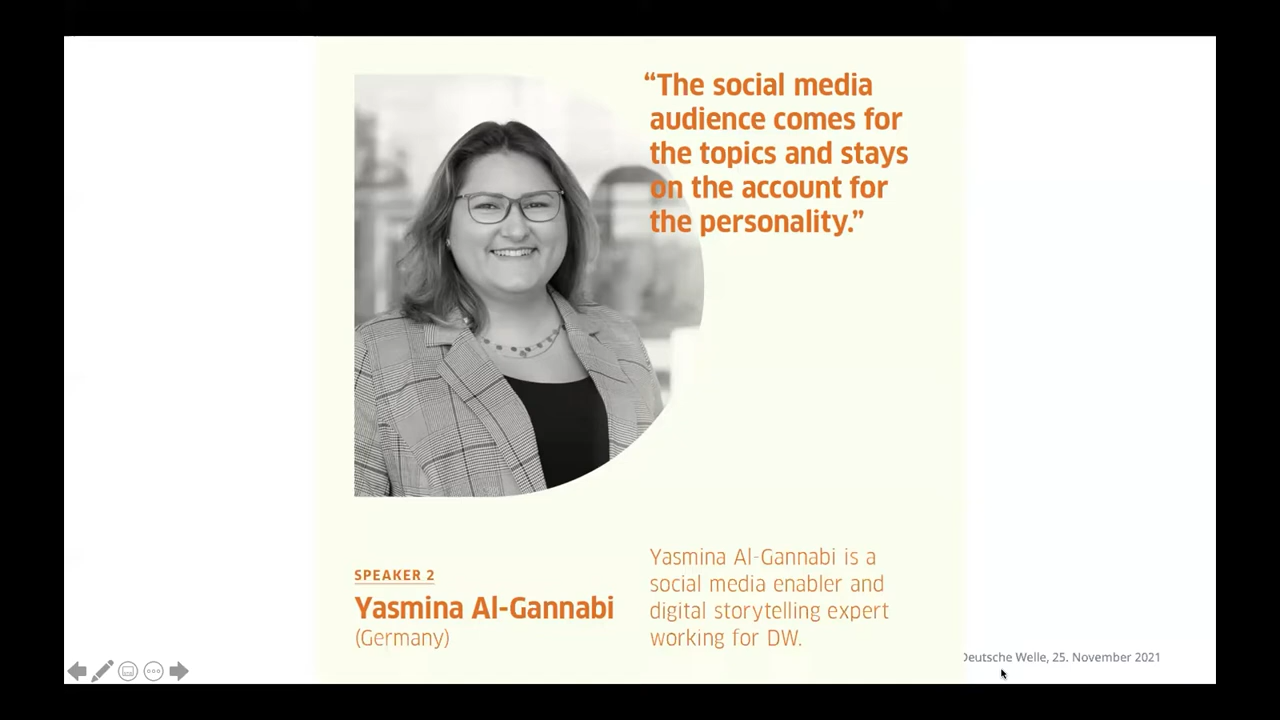 “The social media
audience comes for
the topics and stays
on the account for
the personality.”
SPEAKER 2
Yasmina Al-Gannabi
(Germany)
Yasmina Al-Gannabi is a
social media enabler and
digital storytelling expert
working for DW.
Deutsche Welle, 25. November 2021